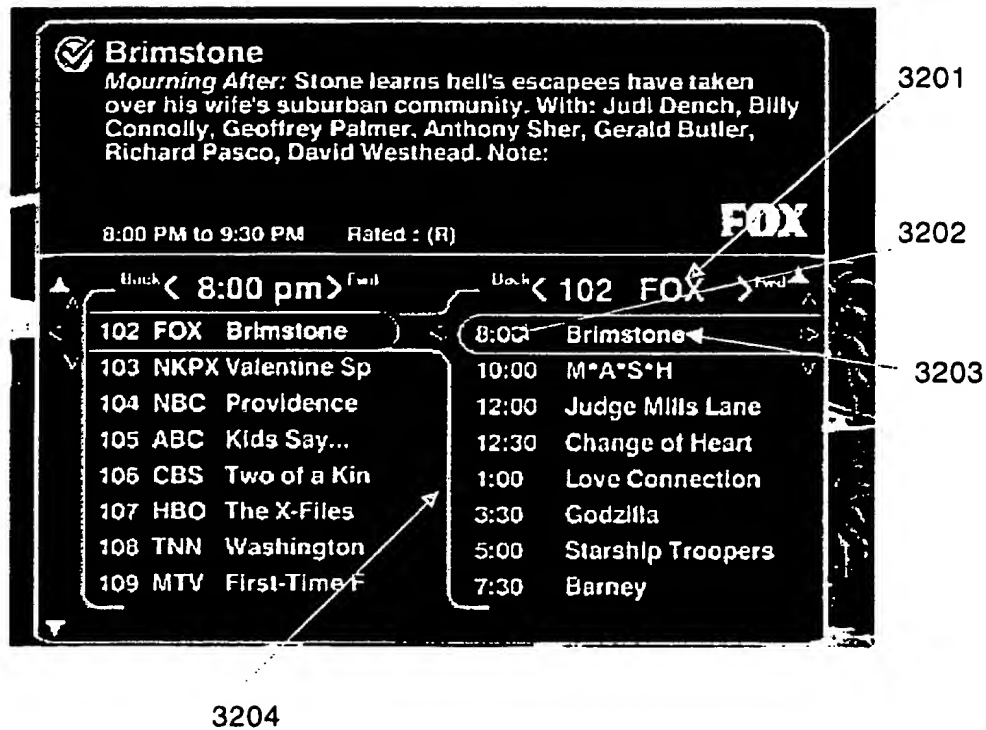 Brimstone
Mourning After: Stone learns hell's escapees have taken
over his wife's suburban community. With: Judi Dench, Billy
Connolly, Geoffrey Palmer, Anthony Sher, Gerald Butler,
Richard Pasco, David Westhead. Note:
8:00 PM to 9:30 PM Rated : (R)
FOX
Back < 8:00 pm > Fwd
102 FOX Brimstone
103 NKPX Valentine Sp
104 NBC Providence
105 ABC Kids Say...
106 CBS Two of a Kin
107 HBO The X-Files
108 TNN Washington
109 MTV First-Time F
Back < 102 FOX > Fwd
8:00 Brimstone
10:00 M*A*S*H
12:00 Judge Mills Lane
12:30 Change of Heart
1:00 Love Connection
3:30 Godzilla
5:00 Starship Troopers
7:30 Barney
3201
3202
3203
3204